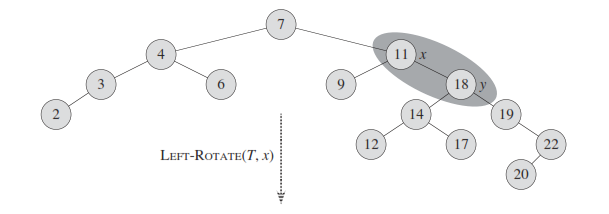 7
4 11 x
3 6 9 18 y
2 14 19
12 17 22
LEFT-ROTATE(T, x)
20